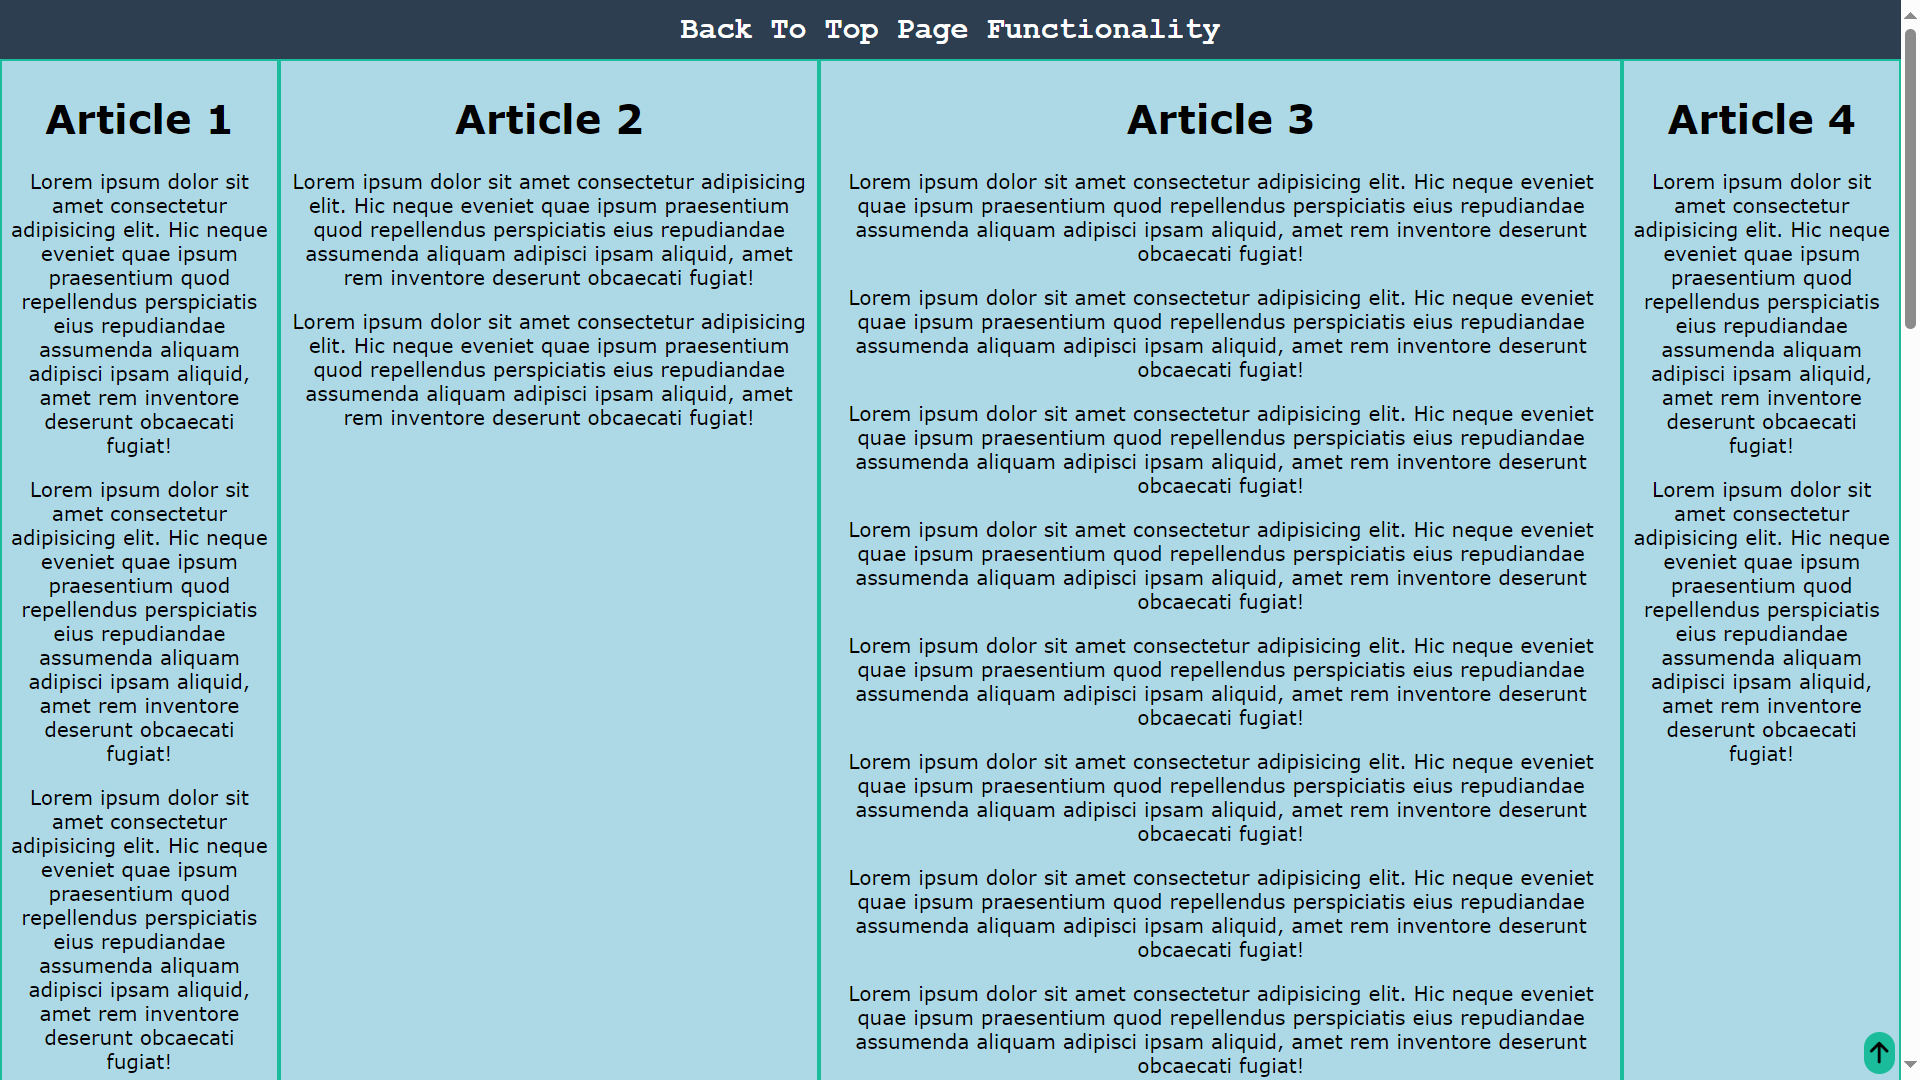 Back To Top Page Functionality
Article 1
Lorem ipsum dolor sit
amet consectetur
adipisicing elit. Hic neque
eveniet quae ipsum
praesentium quod
repellendus perspiciatis
eius repudiandae
assumenda aliquam
adipisci ipsam aliquid,
amet rem inventore
deserunt obcaecati
fugiat!
Lorem ipsum dolor sit
amet consectetur
adipisicing elit. Hic neque
eveniet quae ipsum
praesentium quod
repellendus perspiciatis
eius repudiandae
assumenda aliquam
adipisci ipsam aliquid,
amet rem inventore
deserunt obcaecati
fugiat!
Lorem ipsum dolor sit
amet consectetur
adipisicing elit. Hic neque
eveniet quae ipsum
praesentium quod
repellendus perspiciatis
eius repudiandae
assumenda aliquam
adipisci ipsam aliquid,
amet rem inventore
deserunt obcaecati
fugiat!
Article 2
Lorem ipsum dolor sit amet consectetur adipisicing
elit. Hic neque eveniet quae ipsum praesentium
quod repellendus perspiciatis eius repudiandae
assumenda aliquam adipisci ipsam aliquid, amet
rem inventore deserunt obcaecati fugiat!
Lorem ipsum dolor sit amet consectetur adipisicing
elit. Hic neque eveniet quae ipsum praesentium
quod repellendus perspiciatis eius repudiandae
assumenda aliquam adipisci ipsam aliquid, amet
rem inventore deserunt obcaecati fugiat!
Article 3
Lorem ipsum dolor sit amet consectetur adipisicing elit. Hic neque eveniet
quae ipsum praesentium quod repellendus perspiciatis eius repudiandae
assumenda aliquam adipisci ipsam aliquid, amet rem inventore deserunt
obcaecati fugiat!
Lorem ipsum dolor sit amet consectetur adipisicing elit. Hic neque eveniet
quae ipsum praesentium quod repellendus perspiciatis eius repudiandae
assumenda aliquam adipisci ipsam aliquid, amet rem inventore deserunt
obcaecati fugiat!
Lorem ipsum dolor sit amet consectetur adipisicing elit. Hic neque eveniet
quae ipsum praesentium quod repellendus perspiciatis eius repudiandae
assumenda aliquam adipisci ipsam aliquid, amet rem inventore deserunt
obcaecati fugiat!
Lorem ipsum dolor sit amet consectetur adipisicing elit. Hic neque eveniet
quae ipsum praesentium quod repellendus perspiciatis eius repudiandae
assumenda aliquam adipisci ipsam aliquid, amet rem inventore deserunt
obcaecati fugiat!
Lorem ipsum dolor sit amet consectetur adipisicing elit. Hic neque eveniet
quae ipsum praesentium quod repellendus perspiciatis eius repudiandae
assumenda aliquam adipisci ipsam aliquid, amet rem inventore deserunt
obcaecati fugiat!
Lorem ipsum dolor sit amet consectetur adipisicing elit. Hic neque eveniet
quae ipsum praesentium quod repellendus perspiciatis eius repudiandae
assumenda aliquam adipisci ipsam aliquid, amet rem inventore deserunt
obcaecati fugiat!
Lorem ipsum dolor sit amet consectetur adipisicing elit. Hic neque eveniet
quae ipsum praesentium quod repellendus perspiciatis eius repudiandae
assumenda aliquam adipisci ipsam aliquid, amet rem inventore deserunt
obcaecati fugiat!
Lorem ipsum dolor sit amet consectetur adipisicing elit. Hic neque eveniet
quae ipsum praesentium quod repellendus perspiciatis eius repudiandae
assumenda aliquam adipisci ipsam aliquid, amet rem inventore deserunt
obcaecati fugiat!
Article 4
Lorem ipsum dolor sit
amet consectetur
adipisicing elit. Hic neque
eveniet quae ipsum
praesentium quod
repellendus perspiciatis
eius repudiandae
assumenda aliquam
adipisci ipsam aliquid,
amet rem inventore
deserunt obcaecati
fugiat!
Lorem ipsum dolor sit
amet consectetur
adipisicing elit. Hic neque
eveniet quae ipsum
praesentium quod
repellendus perspiciatis
eius repudiandae
assumenda aliquam
adipisci ipsam aliquid,
amet rem inventore
deserunt obcaecati
fugiat!